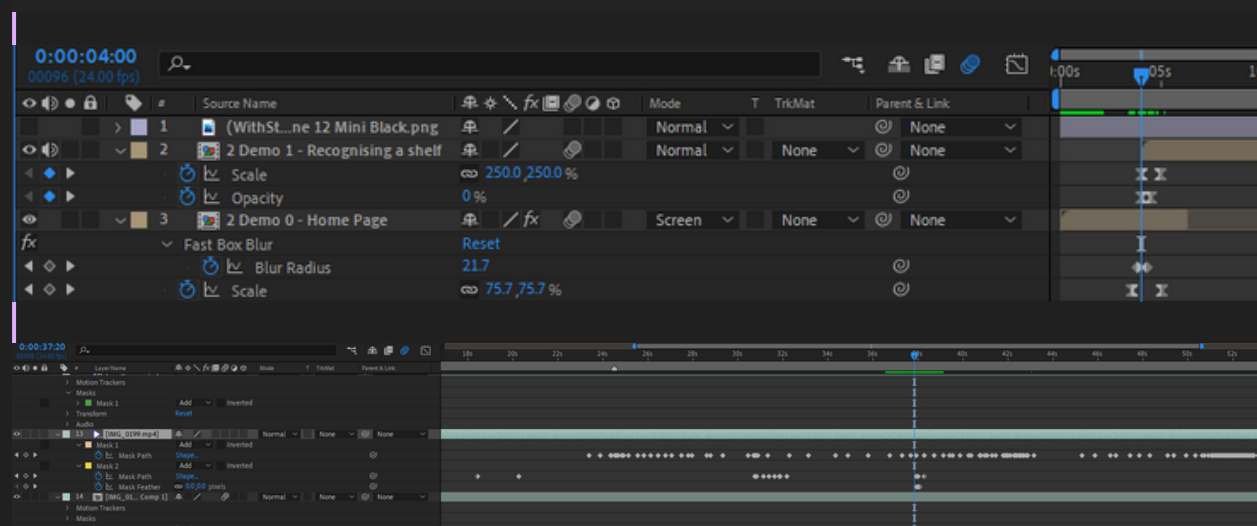 0:00:04:00
00096 (24.00 fps)
:00s 05s 1
# Source Name fx Mode T TrkMat Parent & Link
1 (WithSt...ne 12 Mini Black.png Normal None
2 2 Demo 1 - Recognising a shelf Normal None None
Scale 250.0,250.0 %
Opacity 0 %
3 2 Demo 0 - Home Page fx Screen None None
fx Fast Box Blur Reset
Blur Radius 21.7
Scale 75.7,75.7 %
0:00:37:20
18s 20s 22s 24s 26s 28s 30s 32s 34s 36s 40s 42s 44s 46s 48s 50s 52s
# Layer Name fx Mode T TrkMat Parent & Link
Motion Trackers
Masks
Mask 1 Add Inverted
Transform Reset
Audio
13 [IMG_0199.mp4] Normal None None
Mask 1 Add Inverted
Mask Path Shape...
Mask 2 Add Inverted
Mask Path Shape...
Mask Feather 0.0,0.0 pixels
14 [IMG_01... Comp 1] Normal None None
Motion Trackers
Masks